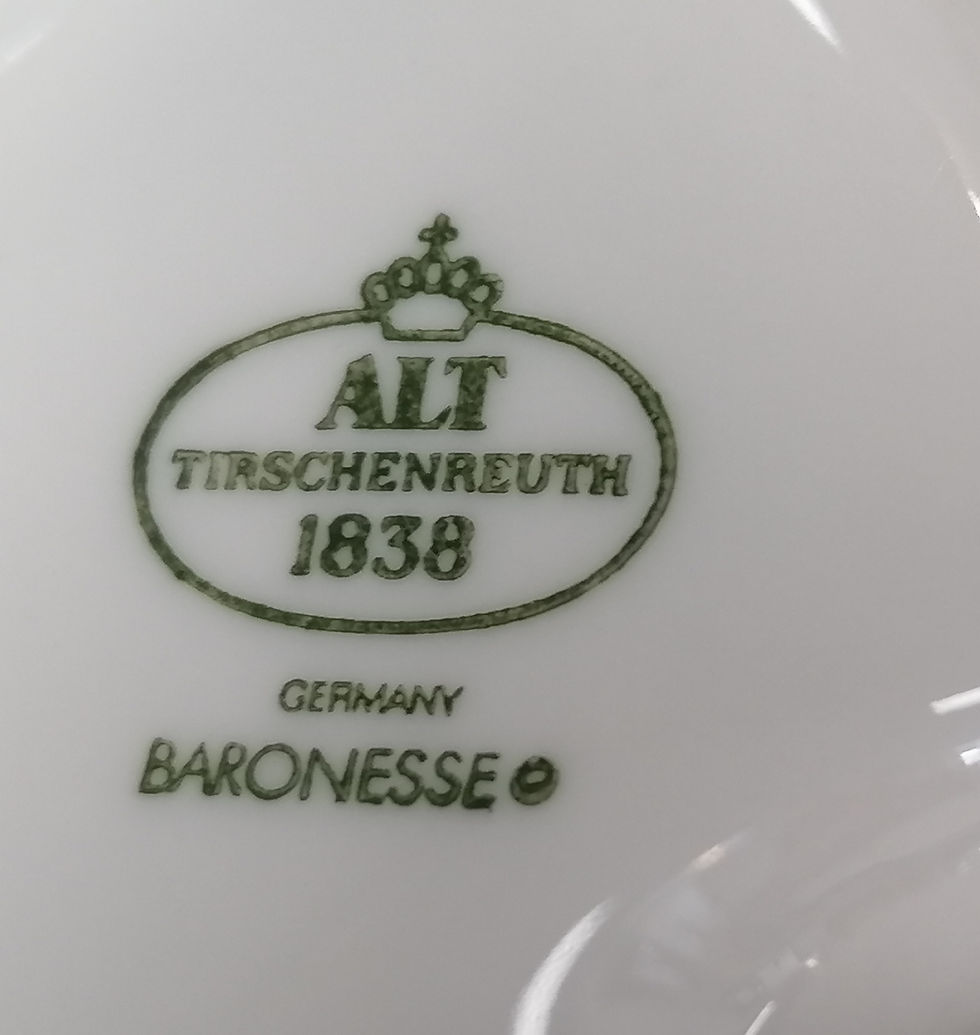 ALT
TIRSCHENREUTH
1838
GERMANY
BARONESSE